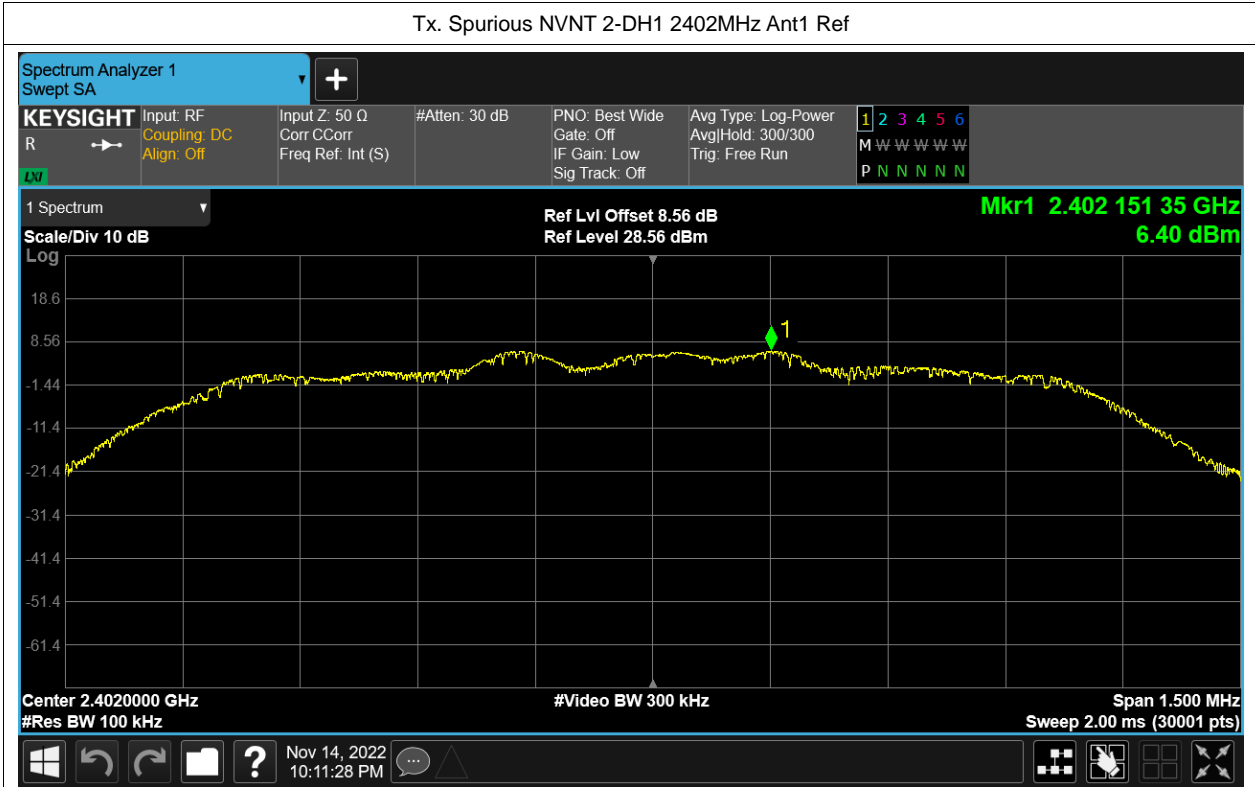 Tx. Spurious NVNT 2-DH1 2402MHz Ant1 Ref
Spectrum Analyzer 1
Swept SA
KEYSIGHT
R
LXI
Input: RF
Coupling: DC
Align: Off
Input Z: 50 Ω
Corr CCorr
Freq Ref: Int (S)
#Atten: 30 dB
PNO: Best Wide
Gate: Off
IF Gain: Low
Sig Track: Off
Avg Type: Log-Power
Avg|Hold: 300/300
Trig: Free Run
1 2 3 4 5 6
M W W W W W
P N N N N N
1 Spectrum
Scale/Div 10 dB
Log
Ref Lvl Offset 8.56 dB
Ref Level 28.56 dBm
Mkr1 2.402 151 35 GHz
6.40 dBm
1
18.6
8.56
-1.44
-11.4
-21.4
-31.4
-41.4
-51.4
-61.4
Center 2.4020000 GHz
#Video BW 300 kHz
Span 1.500 MHz
#Res BW 100 kHz
Sweep 2.00 ms (30001 pts)
?
Nov 14, 2022
10:11:28 PM